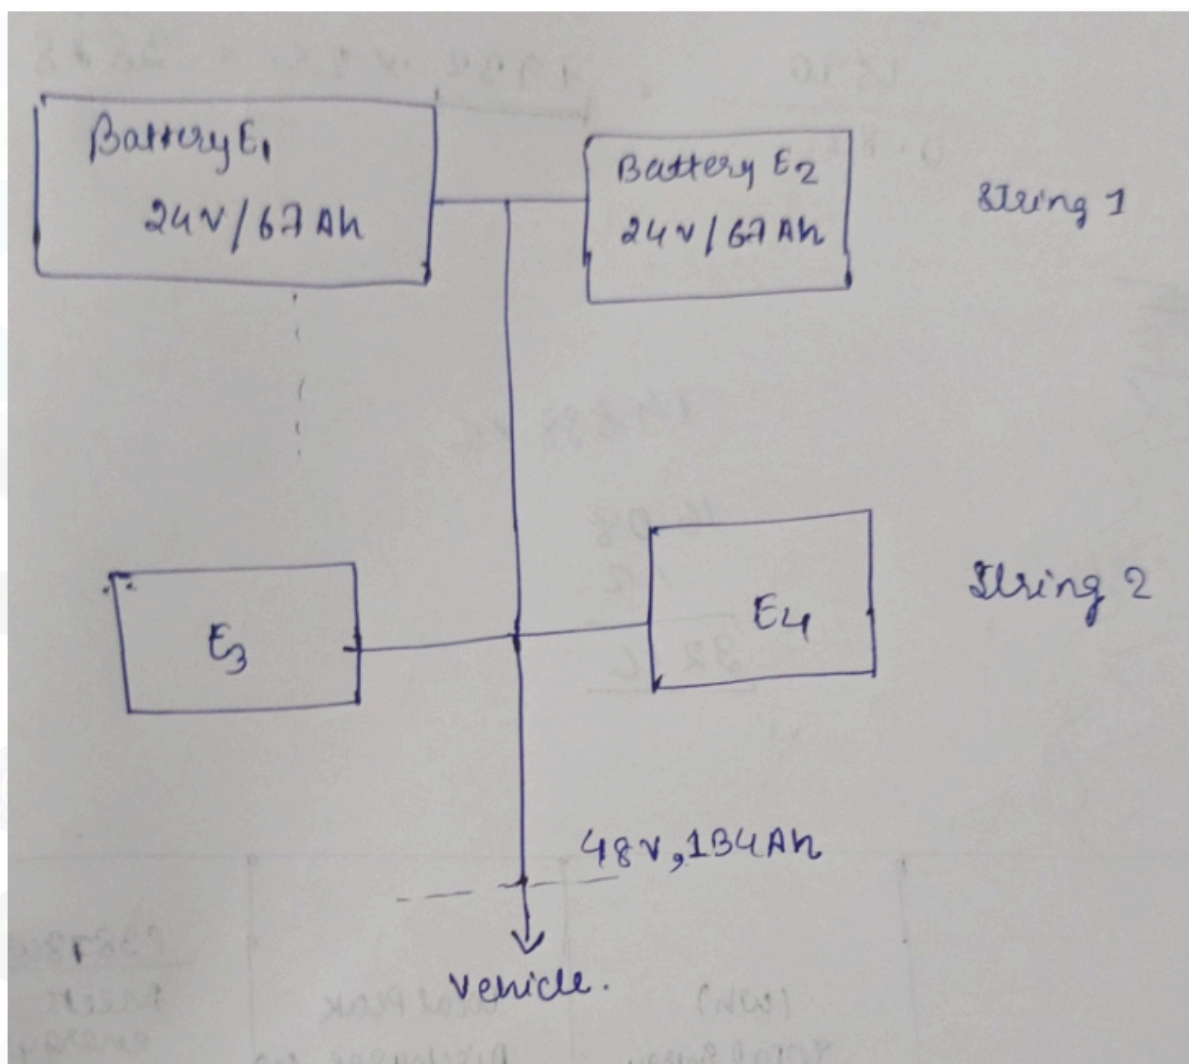 Battery E1
24V/67Ah
Battery E2
24V/67Ah
String 1
E3
E4
String 2
48V, 134Ah
Vehicle.